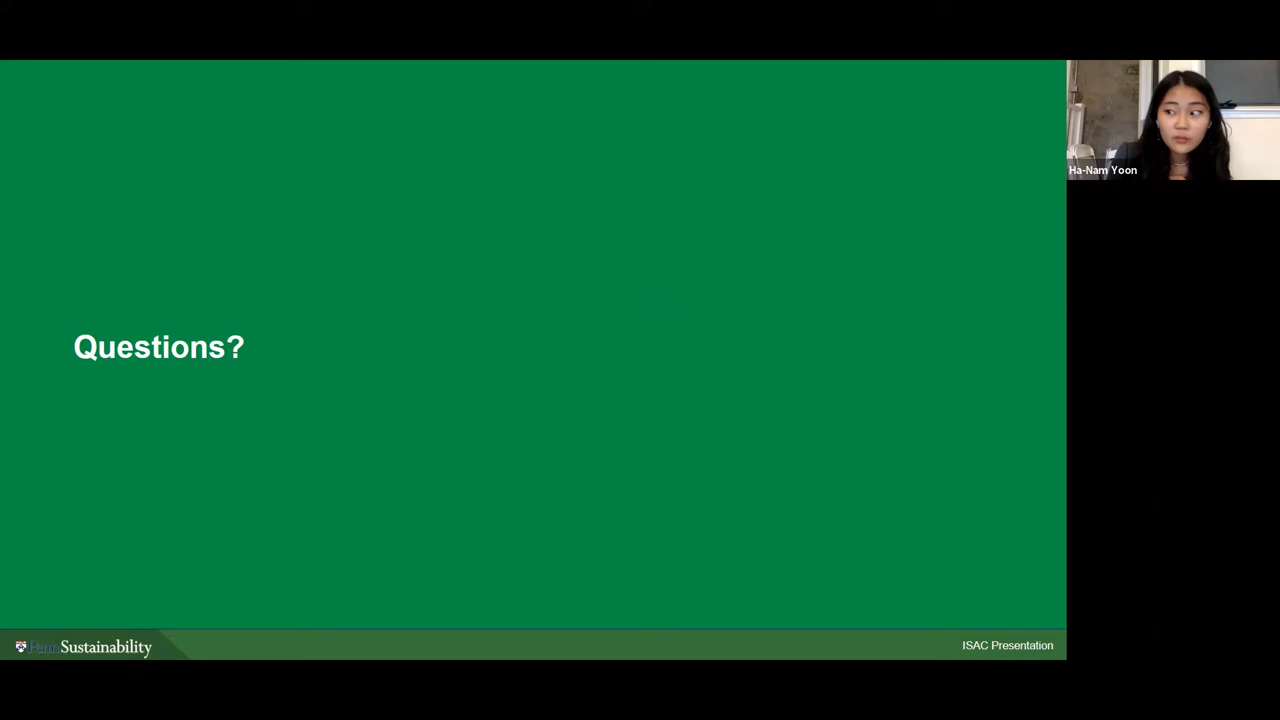 Ha-Nam Yoon
Questions?
Penn Sustainability
ISAC Presentation